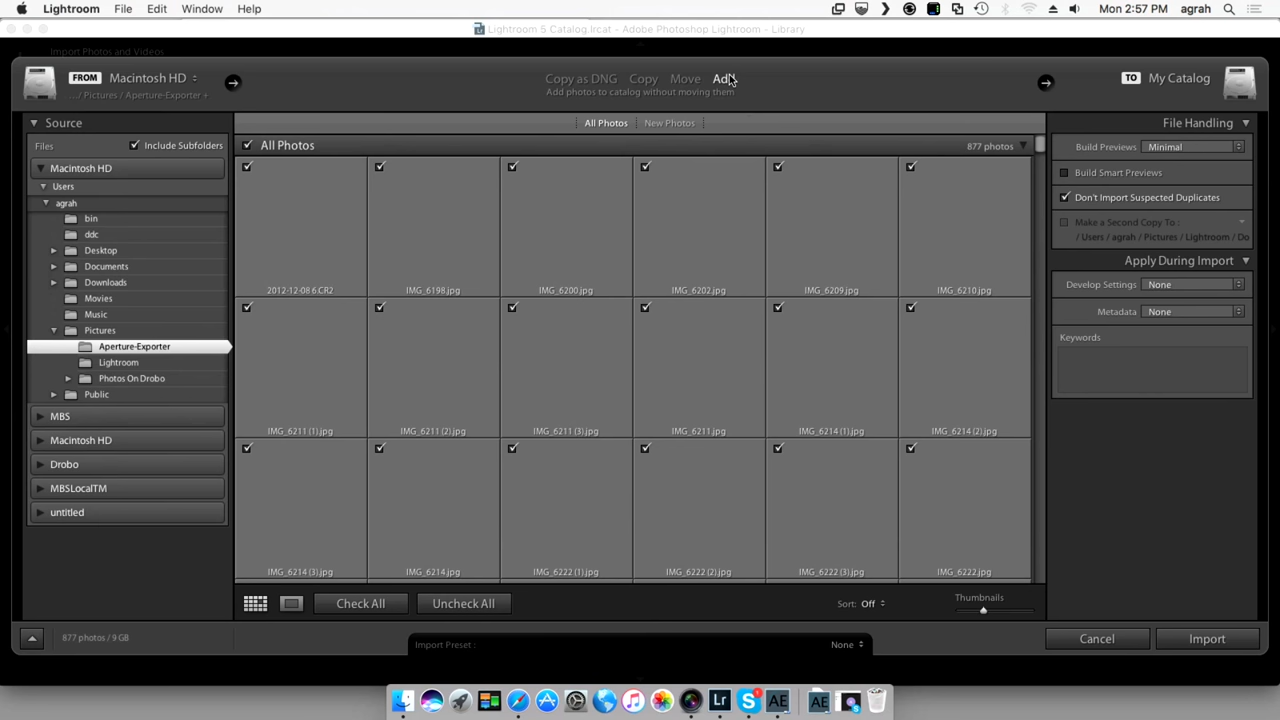 Lightroom File Edit Window Help Mon 2:57 PM agrah
Lightroom 5 Catalog.lrcat - Adobe Photoshop Lightroom - Library
Import Photos and Videos
FROM Macintosh HD
.../ Pictures / Aperture-Exporter +
Copy as DNG Copy Move Add
Add photos to catalog without moving them
TO My Catalog
Source
Files Include Subfolders
Macintosh HD
Users
agrah
bin
ddc
Desktop
Documents
Downloads
Movies
Music
Pictures
Aperture-Exporter
Lightroom
Photos On Drobo
Public
MBS
Macintosh HD
Drobo
MBSLocalTM
untitled
All Photos New Photos
All Photos 877 photos
2012-12-08 6.CR2 IMG_6198.jpg IMG_6200.jpg IMG_6202.jpg IMG_6209.jpg IMG_6210.jpg
IMG_6211 (1).jpg IMG_6211 (2).jpg IMG_6211 (3).jpg IMG_6211.jpg IMG_6214 (1).jpg IMG_6214 (2).jpg
IMG_6214 (3).jpg IMG_6214.jpg IMG_6222 (1).jpg IMG_6222 (2).jpg IMG_6222 (3).jpg IMG_6222.jpg
Check All Uncheck All Sort: Off Thumbnails
File Handling
Build Previews Minimal
Build Smart Previews
Don't Import Suspected Duplicates
Make a Second Copy To :
/ Users / agrah / Pictures / Lightroom / Do
Apply During Import
Develop Settings None
Metadata None
Keywords
877 photos / 9 GB
Import Preset : None
Cancel Import
Lr S AE AE